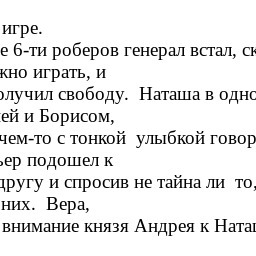 игре.
е 6-ти роберов генерал встал, ск
жно играть, и
олучил свободу. Наташа в одно
ей и Борисом,
чем-то с тонкой улыбкой говор
ьер подошел к
другу и спросив не тайна ли то,
них. Вера,
внимание князя Андрея к Ната